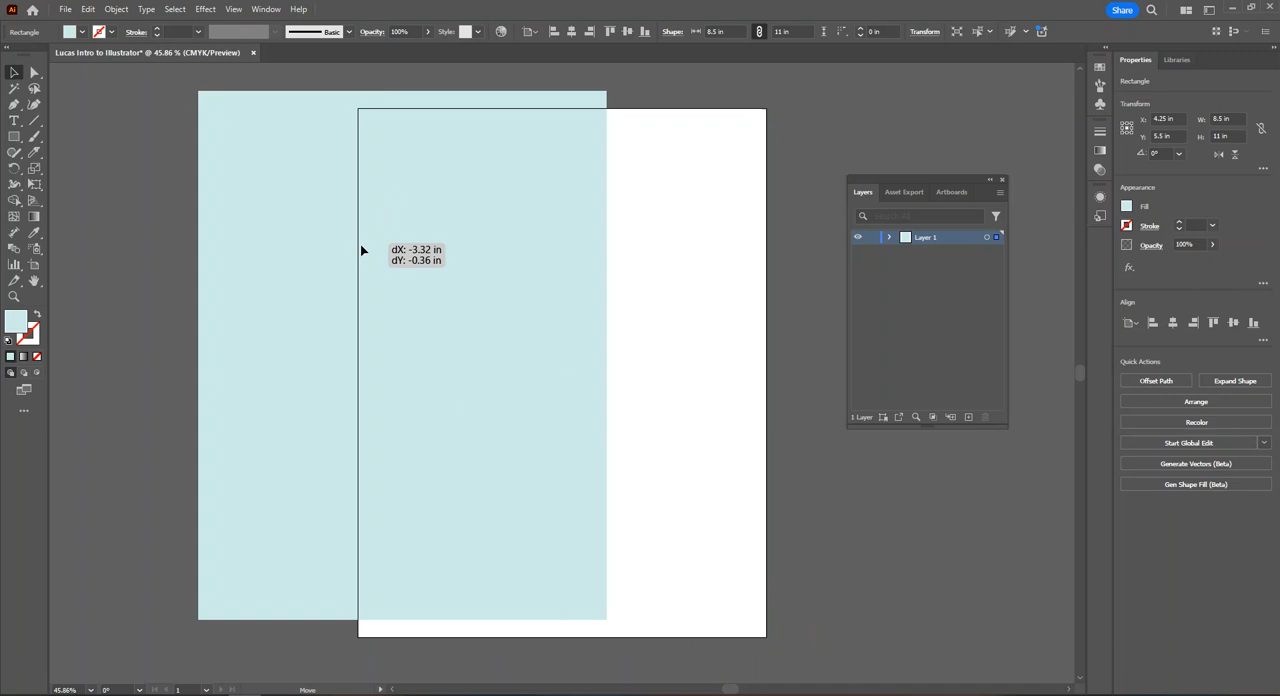 Ai File Edit Object Type Select Effect View Window Help Share
Rectangle Stroke: Basic Opacity: 100% Style: Shape: 8.5 in 11 in 0 in Transform
Lucas Intro to Illustrator* @ 45.86 % (CMYK/Preview)
Properties Libraries
Rectangle
Transform
X: 4.25 in W: 8.5 in
Y: 5.5 in H: 11 in
0°
Appearance
Fill
Stroke
Opacity 100%
fx.
Align
Quick Actions
Offset Path Expand Shape
Arrange
Recolor
Start Global Edit
Generate Vectors (Beta)
Gen Shape Fill (Beta)
Layers Asset Export Artboards
Search All
Layer 1
1 Layer
dX: -3.32 in
dY: -0.36 in
45.86% 0° 1 Move